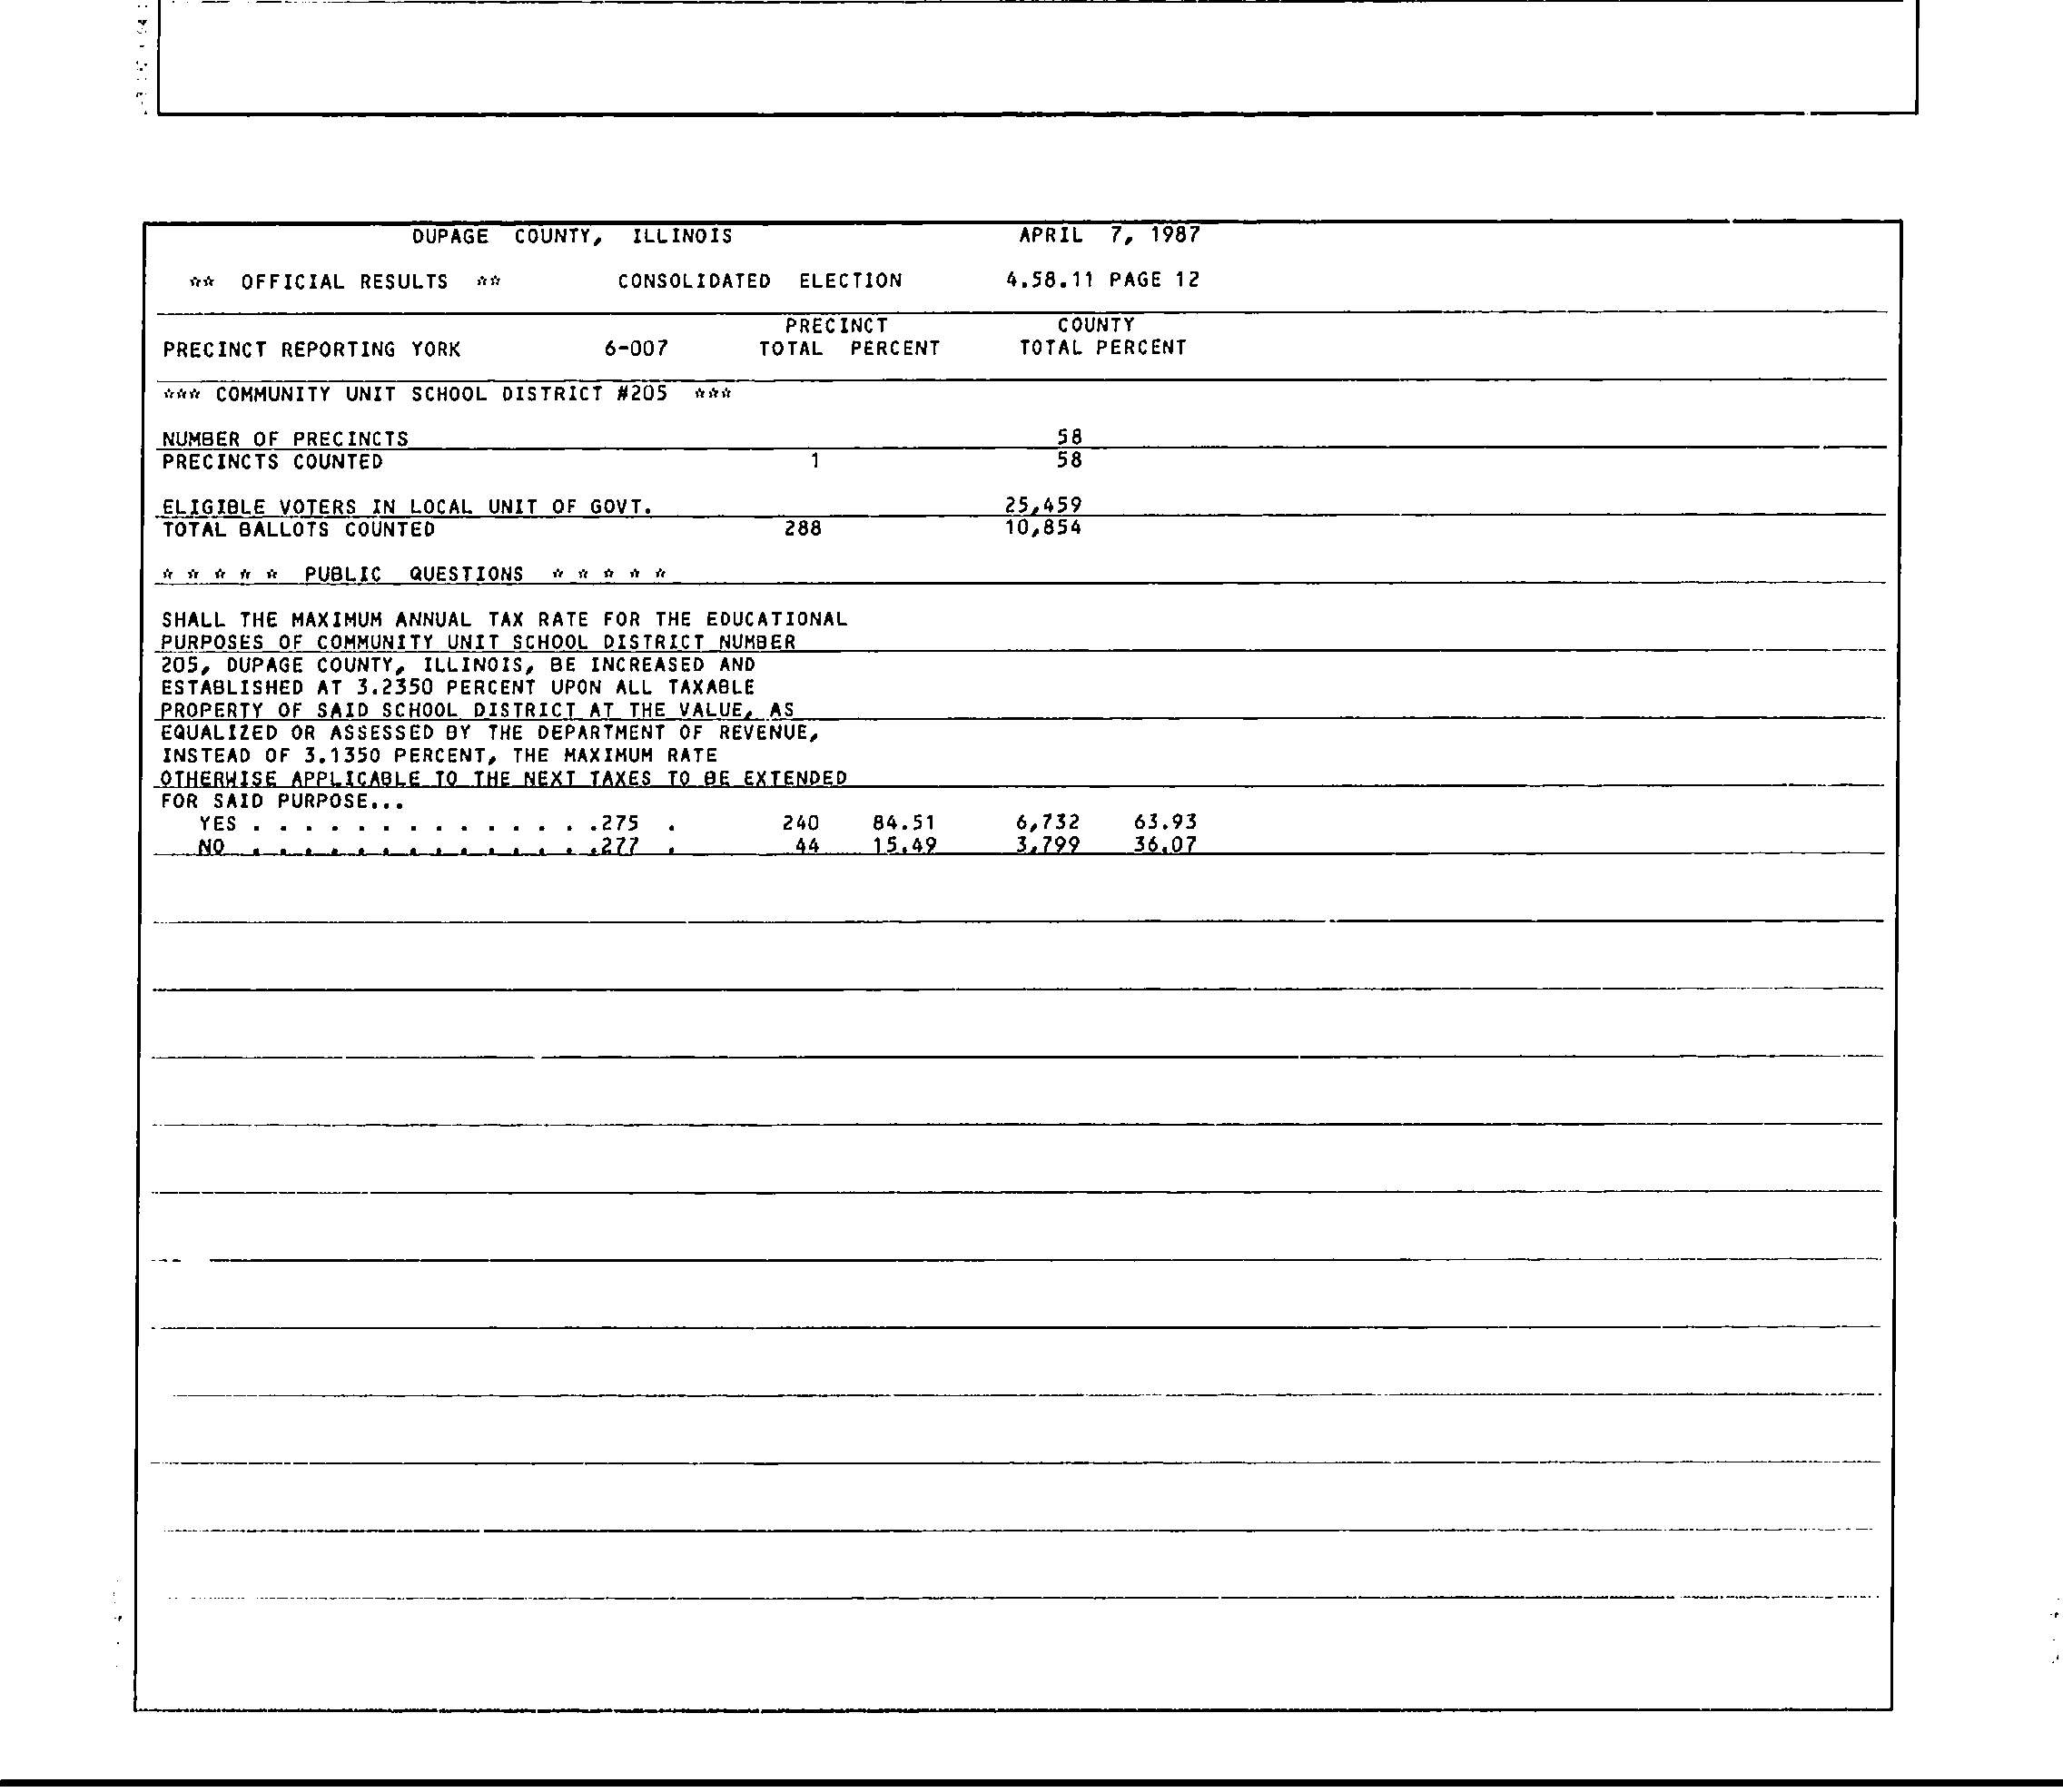 DUPAGE COUNTY, ILLINOIS APRIL 7, 1987
** OFFICIAL RESULTS ** CONSOLIDATED ELECTION 4.58.11 PAGE 12
PRECINCT COUNTY
PRECINCT REPORTING YORK 6-007 TOTAL PERCENT TOTAL PERCENT
*** COMMUNITY UNIT SCHOOL DISTRICT #205 ***
NUMBER OF PRECINCTS 58
PRECINCTS COUNTED 1 58
ELIGIBLE VOTERS IN LOCAL UNIT OF GOVT. 25,459
TOTAL BALLOTS COUNTED 288 10,854
* * * * * PUBLIC QUESTIONS * * * * *
SHALL THE MAXIMUM ANNUAL TAX RATE FOR THE EDUCATIONAL
PURPOSES OF COMMUNITY UNIT SCHOOL DISTRICT NUMBER
205, DUPAGE COUNTY, ILLINOIS, BE INCREASED AND
ESTABLISHED AT 3.2350 PERCENT UPON ALL TAXABLE
PROPERTY OF SAID SCHOOL DISTRICT AT THE VALUE, AS
EQUALIZED OR ASSESSED BY THE DEPARTMENT OF REVENUE,
INSTEAD OF 3.1350 PERCENT, THE MAXIMUM RATE
OTHERWISE APPLICABLE TO THE NEXT TAXES TO BE EXTENDED
FOR SAID PURPOSE...
YES . . . . . . . . . . . . . .275 . 240 84.51 6,732 63.93
NO . . . . . . . . . . . . . .277 . 44 15.49 3,799 36.07